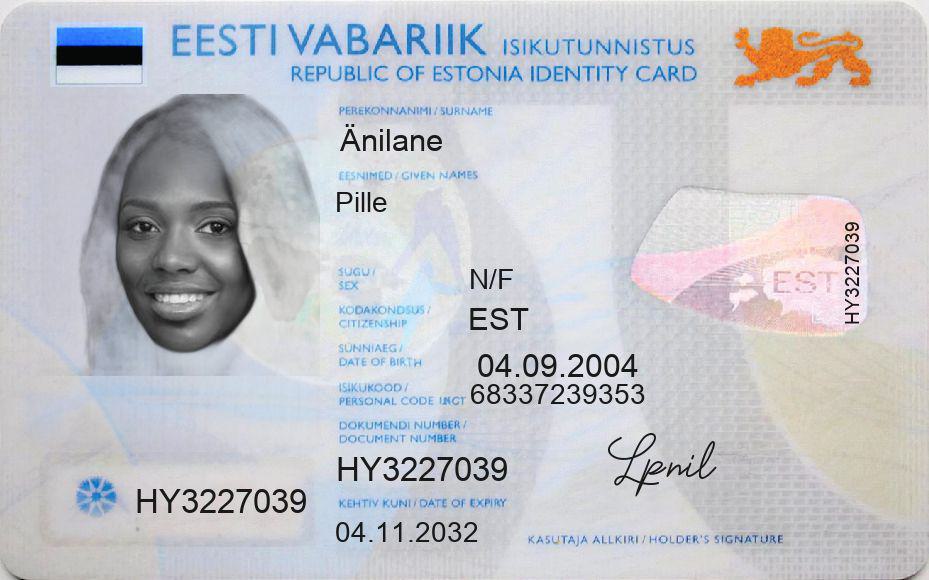 EESTI VABARIIK ISIKUTUNNISTUS
REPUBLIC OF ESTONIA IDENTITY CARD
PEREKONNANIMI / SURNAME
Änilane
EESNIMED / GIVEN NAMES
Pille
SUGU /
SEX
N/F
KODAKONDSUS /
CITIZENSHIP
EST
SÜNNIAEG /
DATE OF BIRTH
04.09.2004
ISIKUKOOD /
PERSONAL CODE
68337239353
DOKUMENDI NUMBER /
DOCUMENT NUMBER
HY3227039
KEHTIV KUNI / DATE OF EXPIRY
04.11.2032
HY3227039
EST
HY3227039
KASUTAJA ALLKIRI / HOLDER'S SIGNATURE